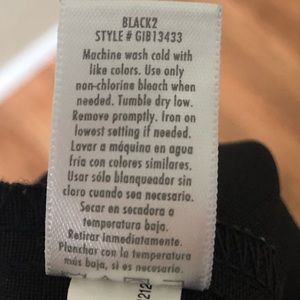 BLACK2
STYLE # GIB13433
Machine wash cold with
like colors. Use only
non-chlorine bleach when
needed. Tumble dry low.
Remove promptly. Iron on
lowest setting if needed.
Lavar a máquina en agua
fría con colores similares.
Usar sólo blanqueador sin
cloro cuando sea necesario.
Secar en secadora a
temperatura baja.
Retirar inmediatamente.
Planchar con la temperatura
más baja, si es necesario.
212